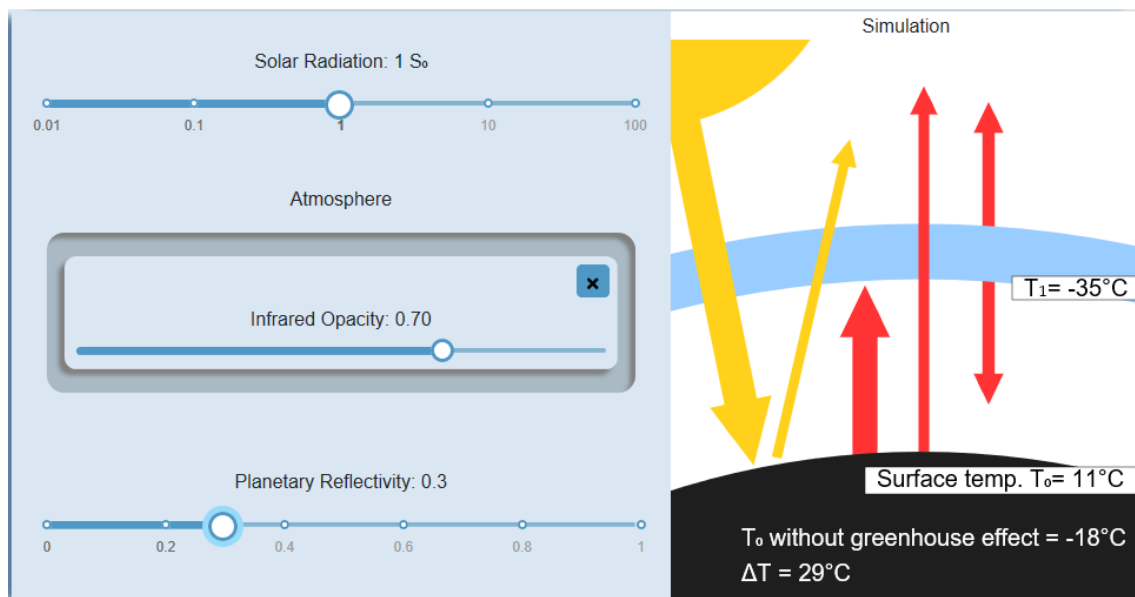 Solar Radiation: 1 S₀
0.01 0.1 1 10 100
Atmosphere
×
Infrared Opacity: 0.70
Planetary Reflectivity: 0.3
0 0.2 0.4 0.6 0.8 1
Simulation
T₁= -35°C
Surface temp. T₀= 11°C
T₀ without greenhouse effect = -18°C
ΔT = 29°C